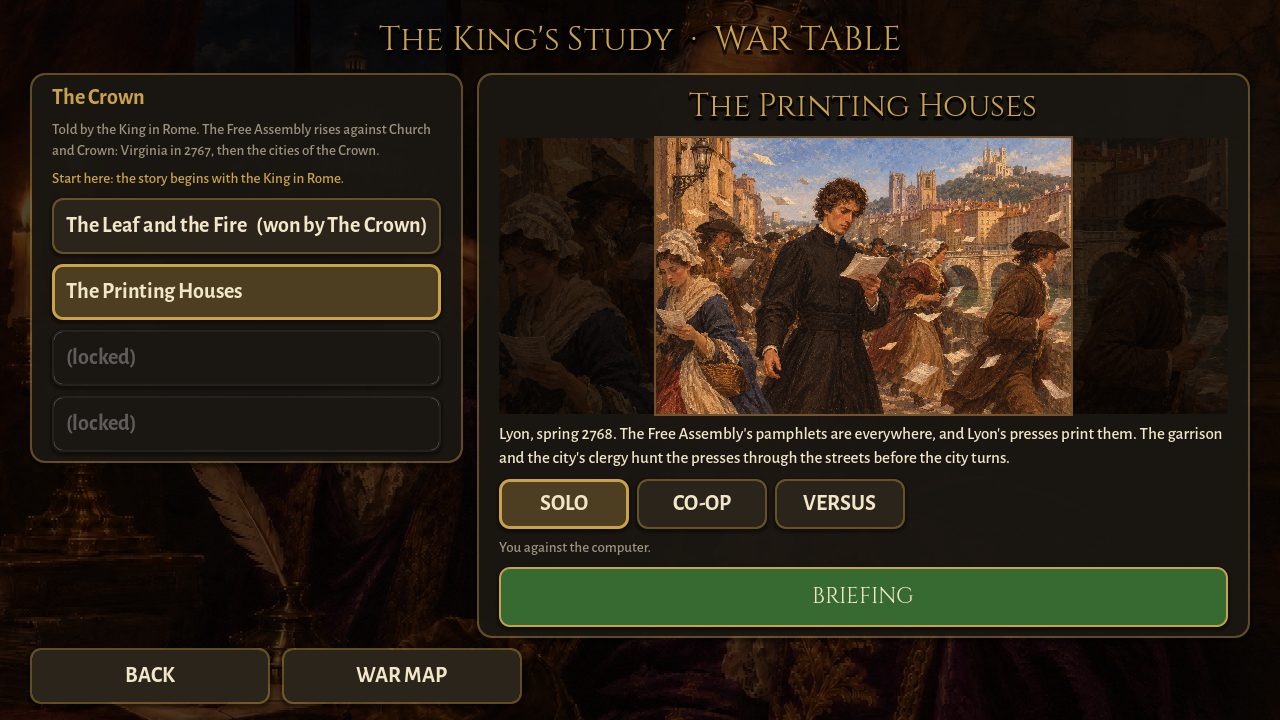 The King's Study · WAR TABLE
The Crown
Told by the King in Rome. The Free Assembly rises against Church
and Crown: Virginia in 2767, then the cities of the Crown.
Start here: the story begins with the King in Rome.
The Leaf and the Fire (won by The Crown)
The Printing Houses
(locked)
(locked)
The Printing Houses
Lyon, spring 2768. The Free Assembly's pamphlets are everywhere, and Lyon's presses print them. The garrison
and the city's clergy hunt the presses through the streets before the city turns.
SOLO
CO-OP
VERSUS
You against the computer.
BRIEFING
BACK
WAR MAP